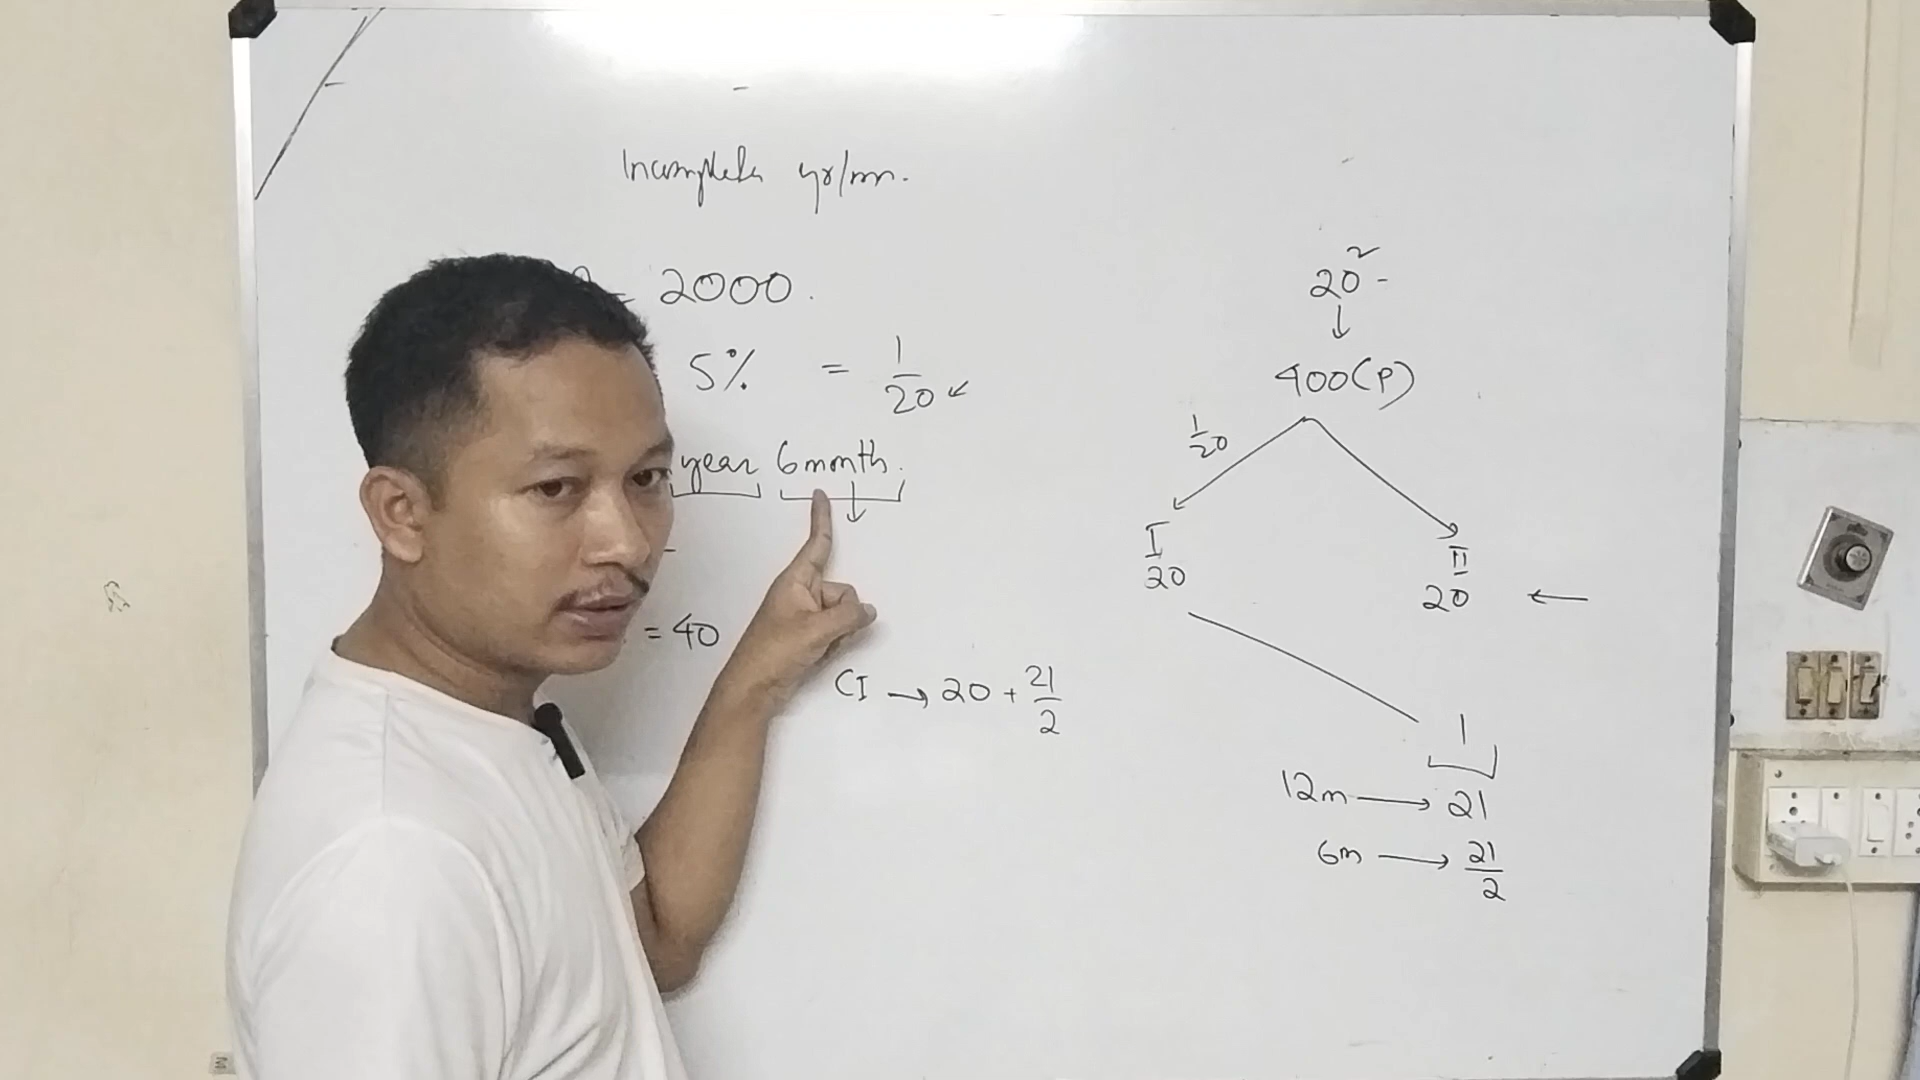 Incomplete yr/mn.
= 2000.
5% = 1/20
year 6 month.
= 40
CI → 20 + 21/2
20²
↓
400(P)
1/20
I
20
II
20 ←
1
12m → 21
6m → 21/2